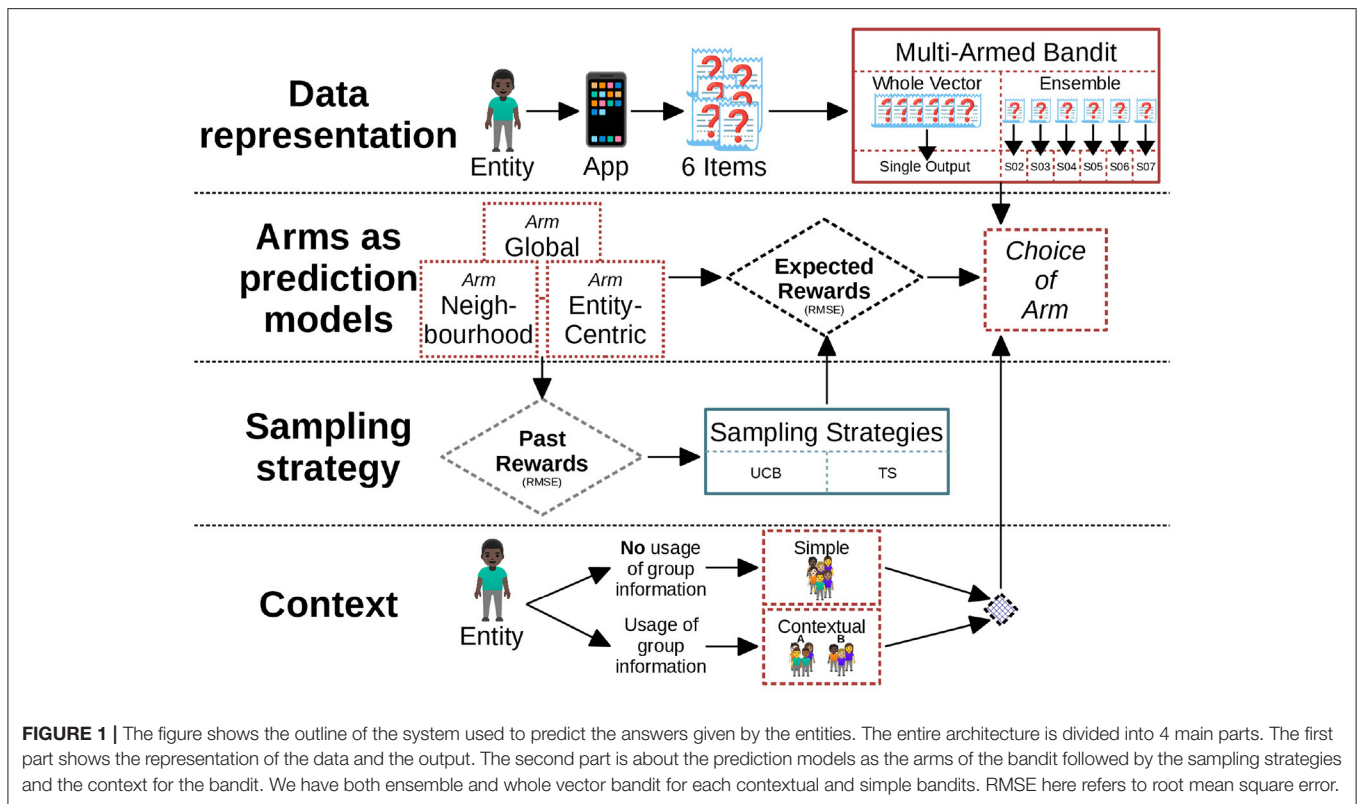 Data
representation
Entity
App
6 Items
Multi-Armed Bandit
Whole Vector
Ensemble
Single Output
S02
S03
S04
S05
S06
S07
Arms as
prediction
models
Arm
Global
Arm
Neigh-
bourhood
Arm
Entity-
Centric
Expected
Rewards
(RMSE)
Choice
of
Arm
Sampling
strategy
Past
Rewards
(RMSE)
Sampling Strategies
UCB
TS
Context
Entity
No usage
of group
information
Usage of
group
information
Simple
Contextual
A
B
FIGURE 1 | The figure shows the outline of the system used to predict the answers given by the entities. The entire architecture is divided into 4 main parts. The first
part shows the representation of the data and the output. The second part is about the prediction models as the arms of the bandit followed by the sampling strategies
and the context for the bandit. We have both ensemble and whole vector bandit for each contextual and simple bandits. RMSE here refers to root mean square error.